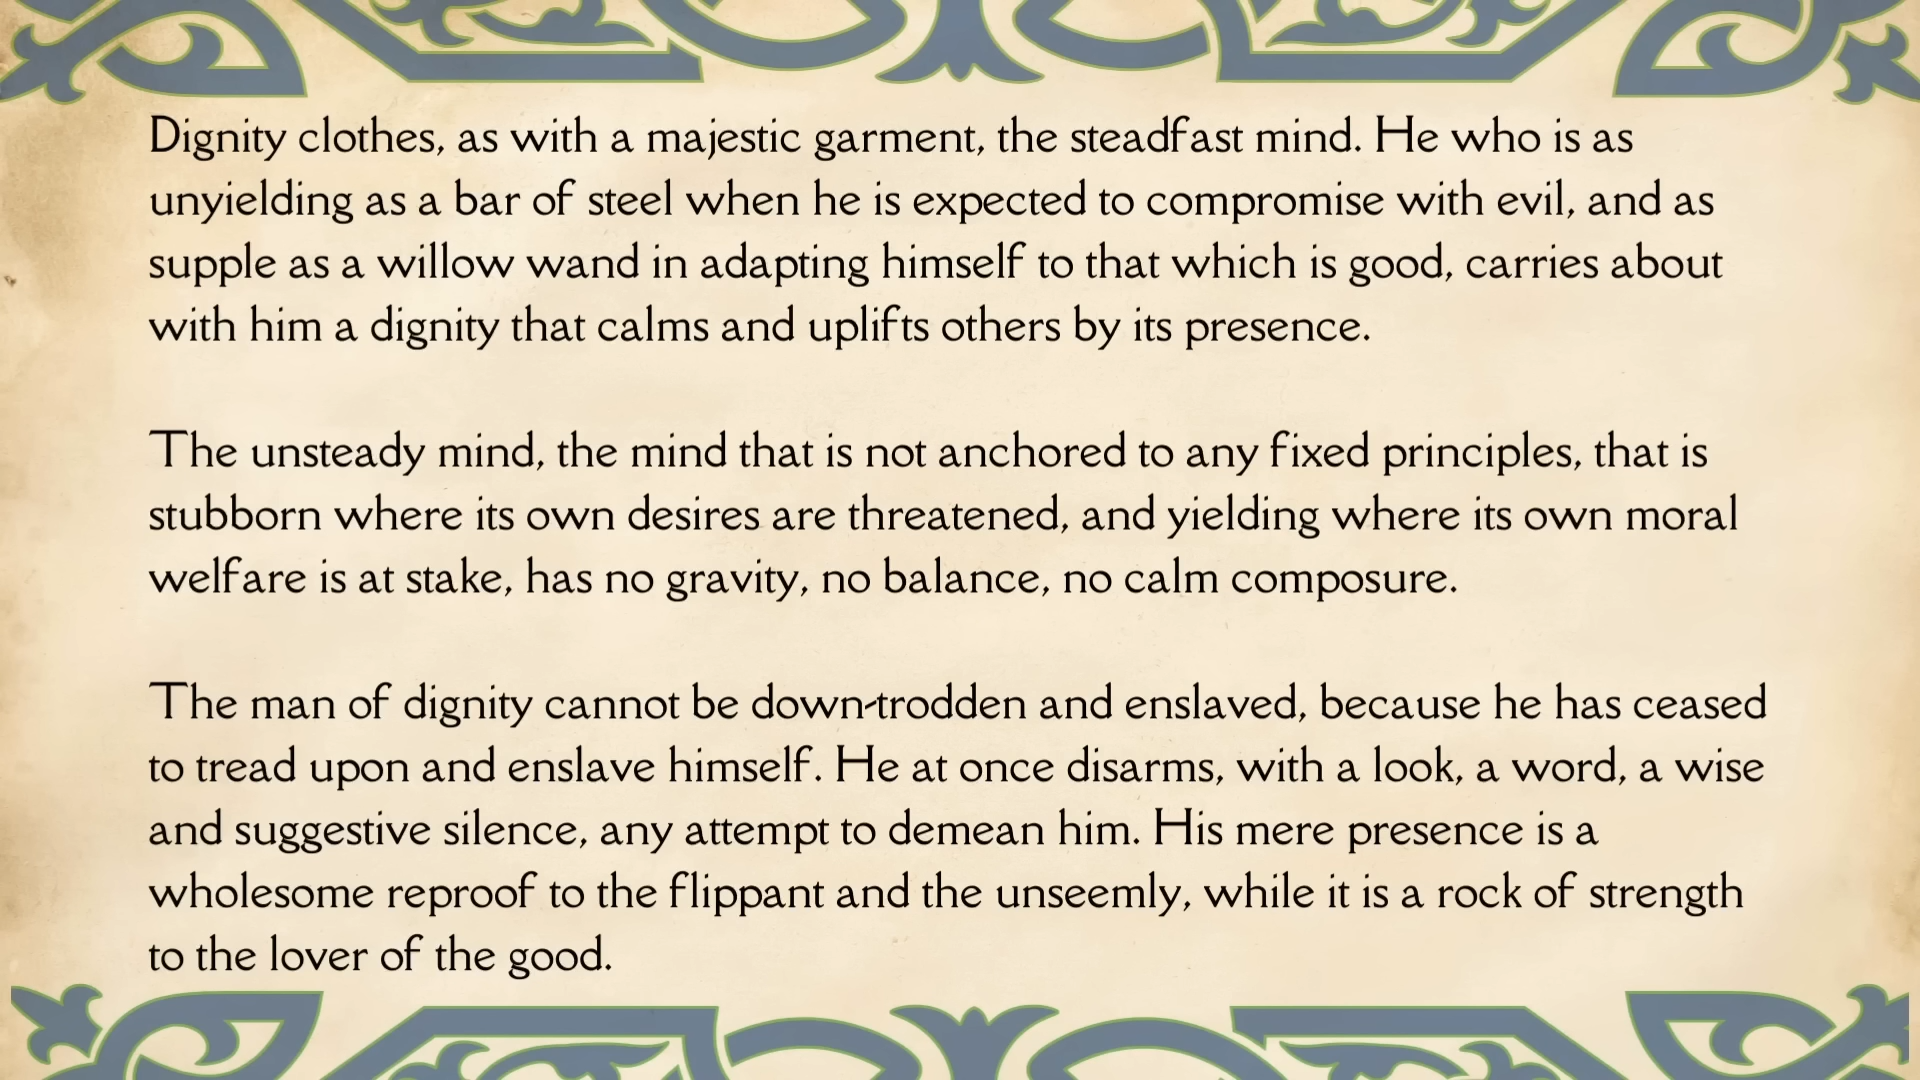 Dignity clothes, as with a majestic garment, the steadfast mind. He who is as
unyielding as a bar of steel when he is expected to compromise with evil, and as
supple as a willow wand in adapting himself to that which is good, carries about
with him a dignity that calms and uplifts others by its presence.
The unsteady mind, the mind that is not anchored to any fixed principles, that is
stubborn where its own desires are threatened, and yielding where its own moral
welfare is at stake, has no gravity, no balance, no calm composure.
The man of dignity cannot be down-trodden and enslaved, because he has ceased
to tread upon and enslave himself. He at once disarms, with a look, a word, a wise
and suggestive silence, any attempt to demean him. His mere presence is a
wholesome reproof to the flippant and the unseemly, while it is a rock of strength
to the lover of the good.